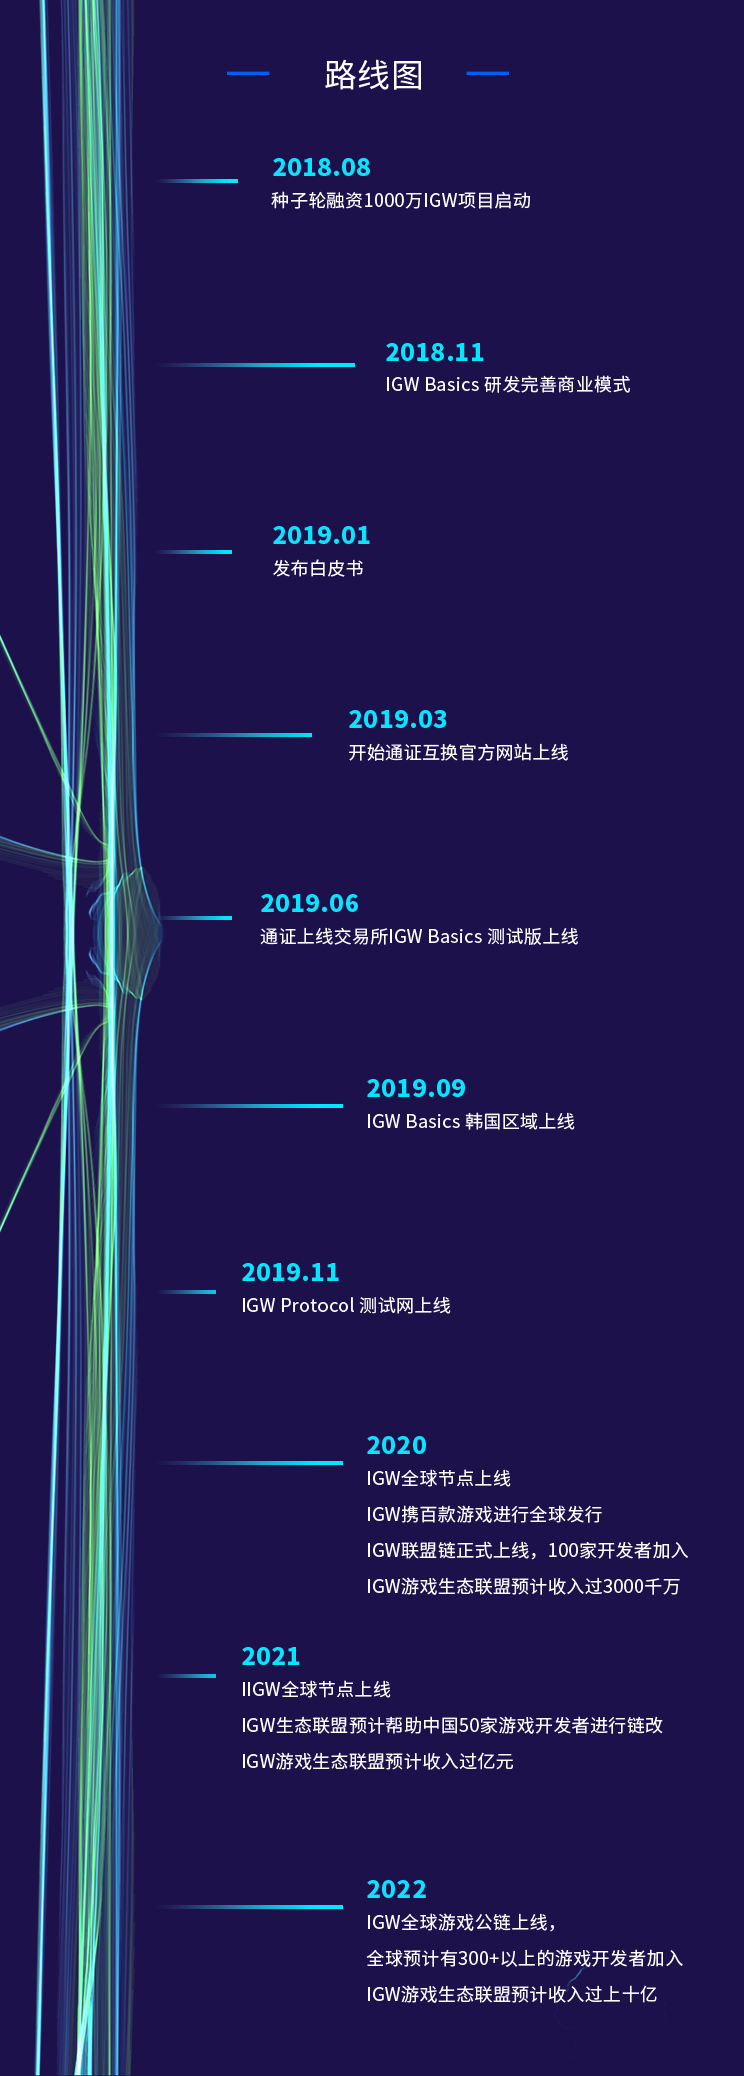 路线图
2018.08
种子轮融资1000万IGW项目启动
2018.11
IGW Basics 研发完善商业模式
2019.01
发布白皮书
2019.03
开始通证互换官方网站上线
2019.06
通证上线交易所IGW Basics 测试版上线
2019.09
IGW Basics 韩国区域上线
2019.11
IGW Protocol 测试网上线
2020
IGW全球节点上线
IGW携百款游戏进行全球发行
IGW联盟链正式上线，100家开发者加入
IGW游戏生态联盟预计收入过3000千万
2021
IIGW全球节点上线
IGW生态联盟预计帮助中国50家游戏开发者进行链改
IGW游戏生态联盟预计收入过亿元
2022
IGW全球游戏公链上线，
全球预计有300+以上的游戏开发者加入
IGW游戏生态联盟预计收入过上十亿